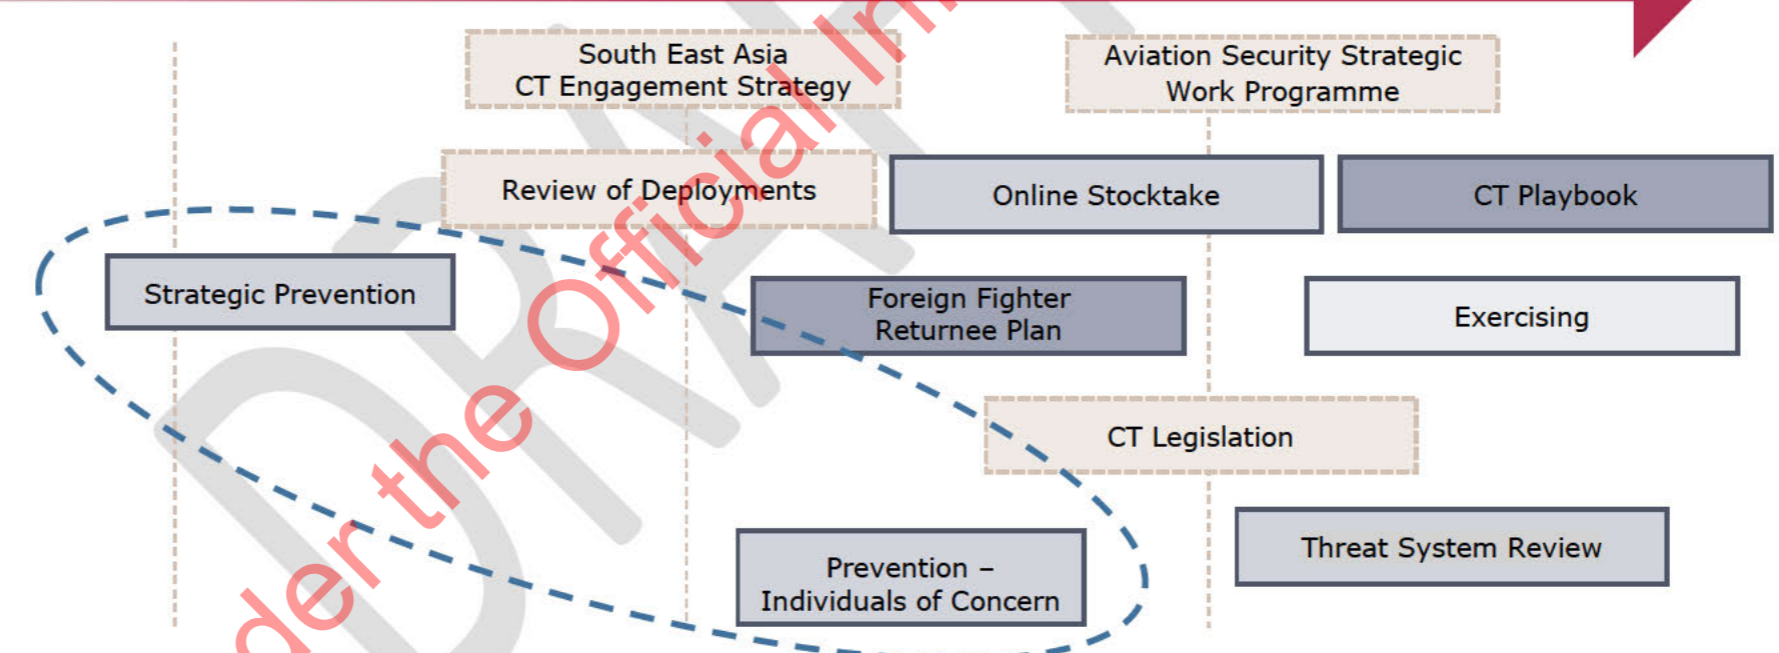 South East Asia
CT Engagement Strategy
Aviation Security Strategic
Work Programme
Review of Deployments
Online Stocktake
CT Playbook
Strategic Prevention
Foreign Fighter
Returnee Plan
Exercising
CT Legislation
Threat System Review
Prevention –
Individuals of Concern
der the Official In
DRAF